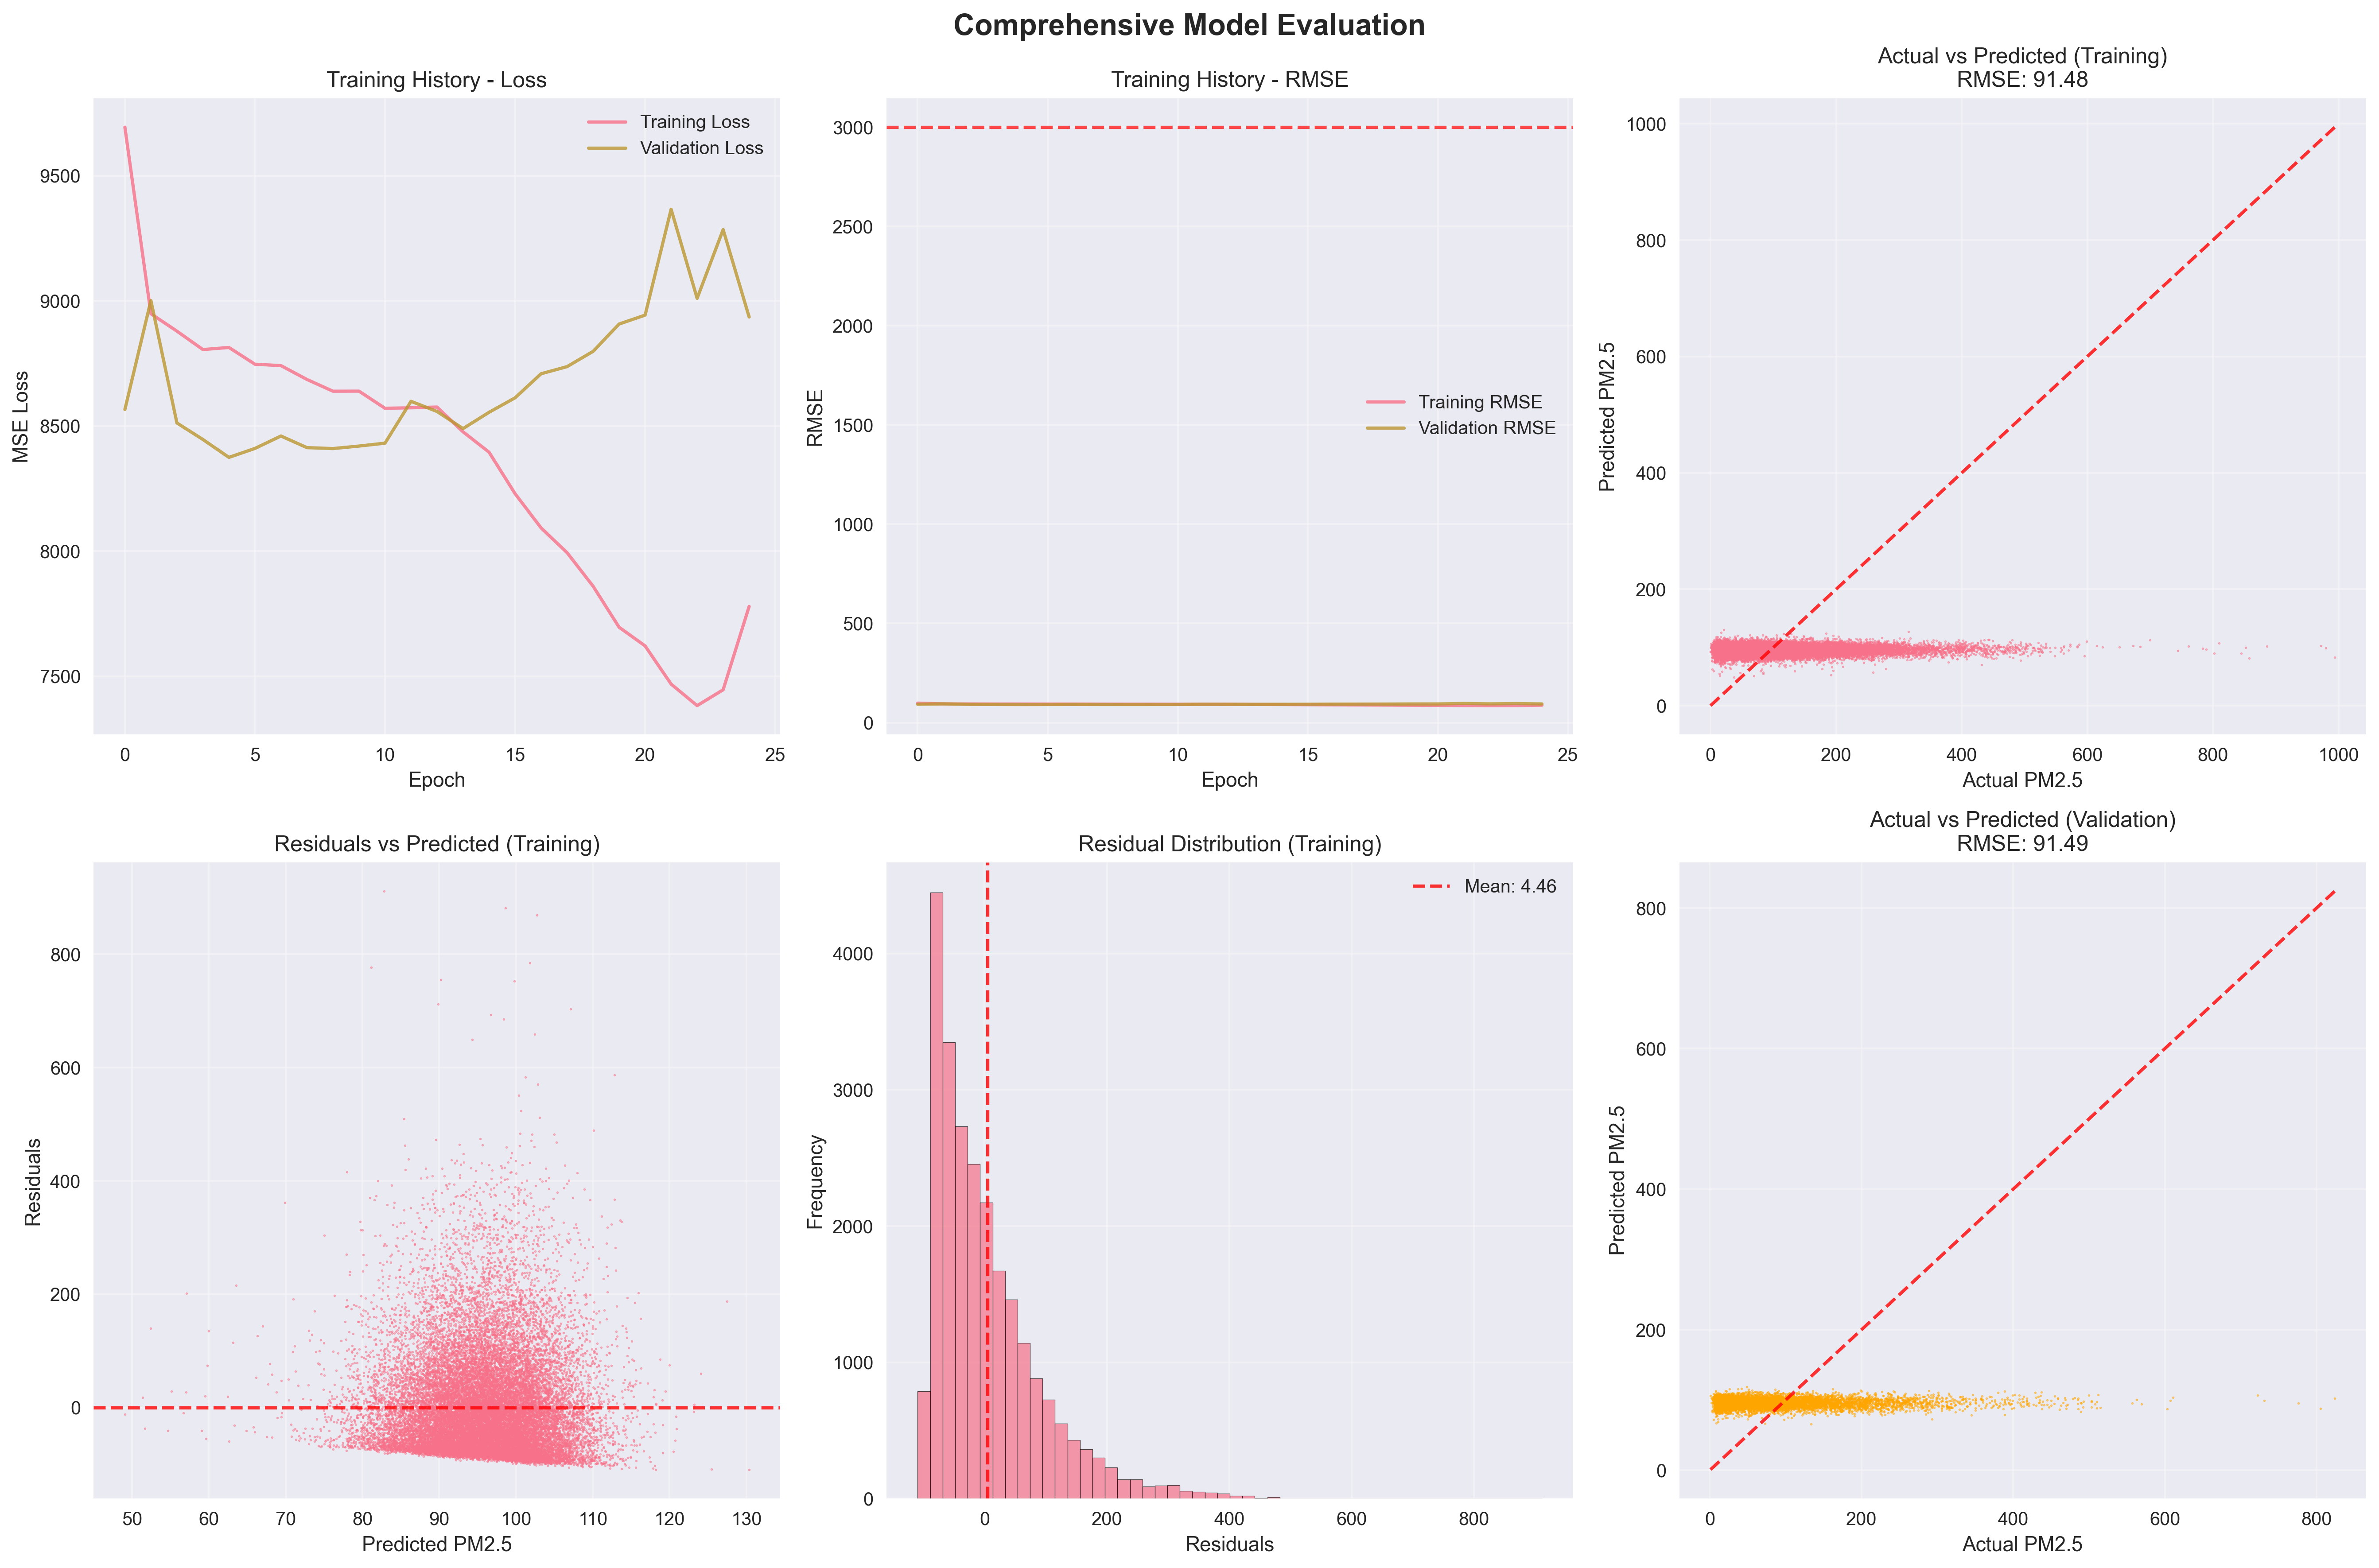 Comprehensive Model Evaluation
Training History - Loss
Training Loss
Validation Loss
MSE Loss
9500
9000
8500
8000
7500
0 5 10 15 20 25
Epoch
Training History - RMSE
Training RMSE
Validation RMSE
RMSE
3000
2500
2000
1500
1000
500
0
0 5 10 15 20 25
Epoch
Actual vs Predicted (Training)
RMSE: 91.48
Predicted PM2.5
1000
800
600
400
200
0
0 200 400 600 800 1000
Actual PM2.5
Residuals vs Predicted (Training)
Residuals
800
600
400
200
0
50 60 70 80 90 100 110 120 130
Predicted PM2.5
Residual Distribution (Training)
Mean: 4.46
Frequency
4000
3000
2000
1000
0
0 200 400 600 800
Residuals
Actual vs Predicted (Validation)
RMSE: 91.49
Predicted PM2.5
800
600
400
200
0
0 200 400 600 800
Actual PM2.5